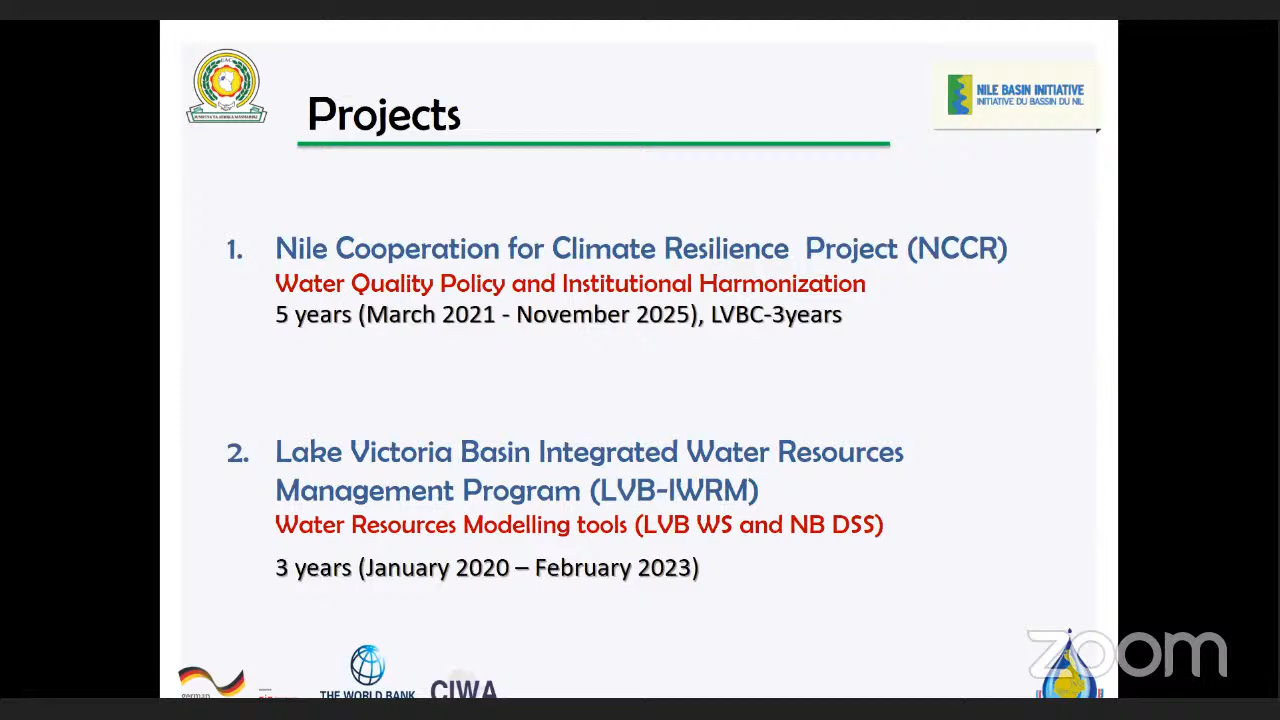 Projects
NILE BASIN INITIATIVE
INITIATIVE DU BASSIN DU NIL
1. Nile Cooperation for Climate Resilience Project (NCCR)
Water Quality Policy and Institutional Harmonization
5 years (March 2021 - November 2025), LVBC-3years
2. Lake Victoria Basin Integrated Water Resources
Management Program (LVB-IWRM)
Water Resources Modelling tools (LVB WS and NB DSS)
3 years (January 2020 – February 2023)
german
THE WORLD BANK
CIWA
zoom